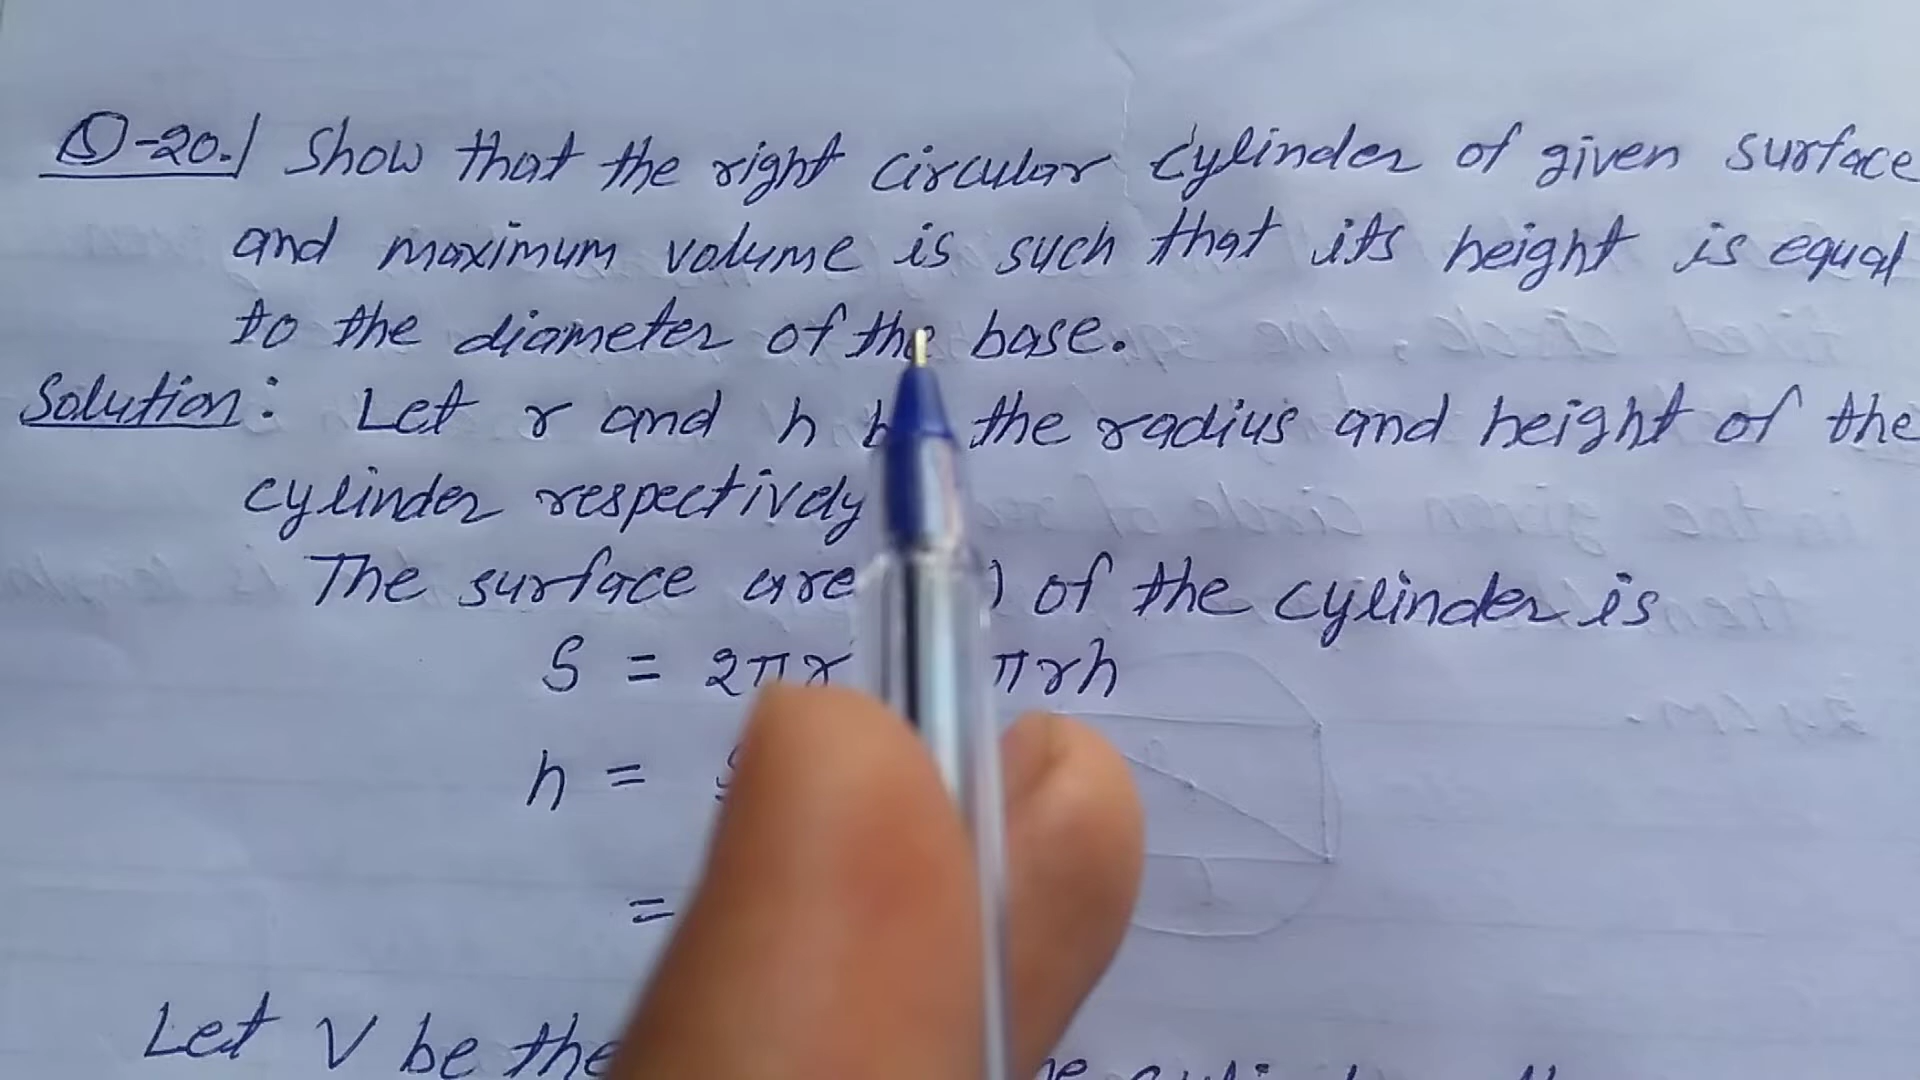 Q-20. Show that the right circular cylinder of given surface
and maximum volume is such that its height is equal
to the diameter of the base.
Solution: Let r and h the radius and height of the
cylinder respectively
The surface of the cylinder is
S = 2πr πrh
h =
=
Let V be the